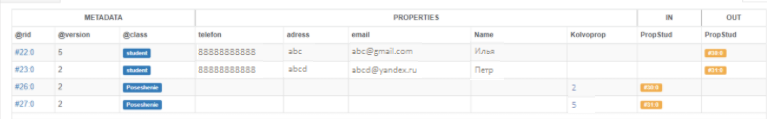 METADATA PROPERTIES IN OUT
@rid @version @class telefon adress email Name Kolvoprop PropStud PropStud
#22:0 5 student 88888888888 abc abc@gmail.com Илья #30:0
#23:0 2 student 88888888888 abcd abcd@yandex.ru Петр #31:0
#26:0 2 Poseshenie 2 #30:0
#27:0 2 Poseshenie 5 #31:0